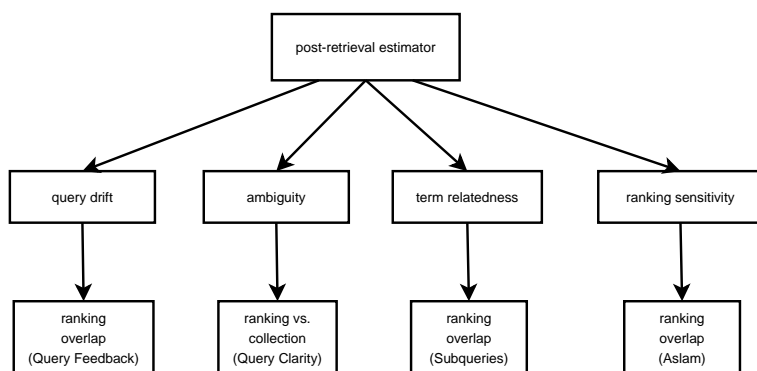 post-retrieval estimator
query drift
ambiguity
term relatedness
ranking sensitivity
ranking
overlap
(Query Feedback)
ranking vs.
collection
(Query Clarity)
ranking
overlap
(Subqueries)
ranking
overlap
(Aslam)